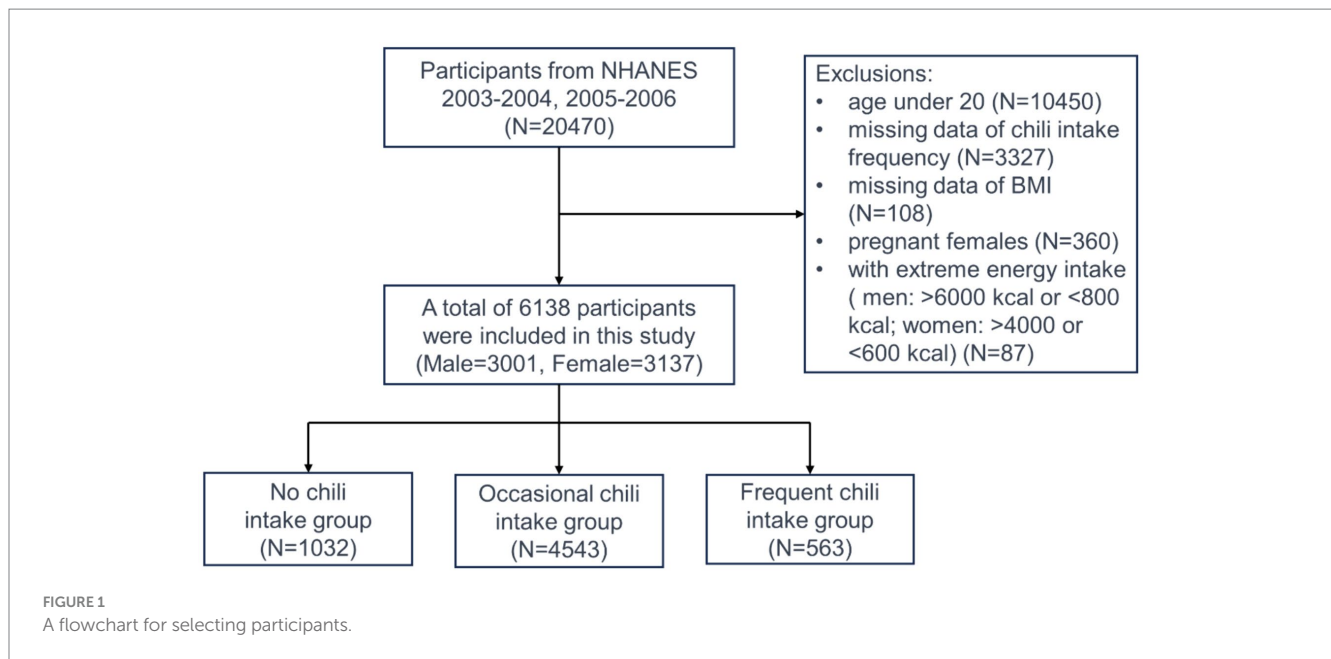 Participants from NHANES
2003-2004, 2005-2006
(N=20470)
Exclusions:
• age under 20 (N=10450)
• missing data of chili intake
frequency (N=3327)
• missing data of BMI
(N=108)
• pregnant females (N=360)
• with extreme energy intake
( men: >6000 kcal or <800
kcal; women: >4000 or
<600 kcal) (N=87)
A total of 6138 participants
were included in this study
(Male=3001, Female=3137)
No chili
intake group
(N=1032)
Occasional chili
intake group
(N=4543)
Frequent chili
intake group
(N=563)
FIGURE 1
A flowchart for selecting participants.